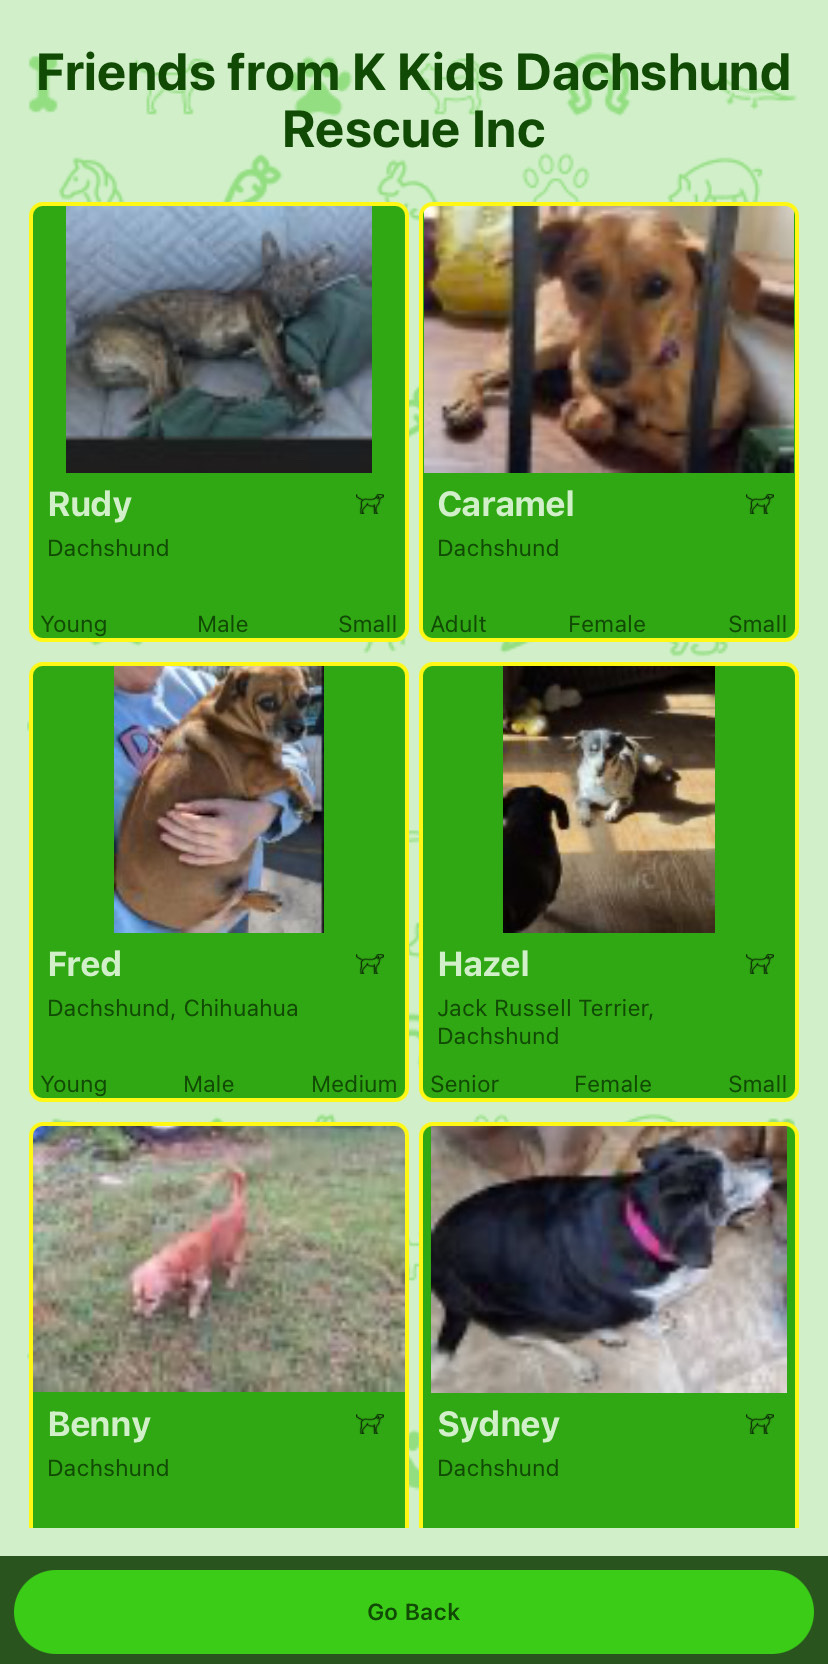 Friends from K Kids Dachshund
Rescue Inc
Rudy
Dachshund
Young Male Small
Caramel
Dachshund
Adult Female Small
Fred
Dachshund, Chihuahua
Young Male Medium
Hazel
Jack Russell Terrier,
Dachshund
Senior Female Small
Benny
Dachshund
Sydney
Dachshund
Go Back